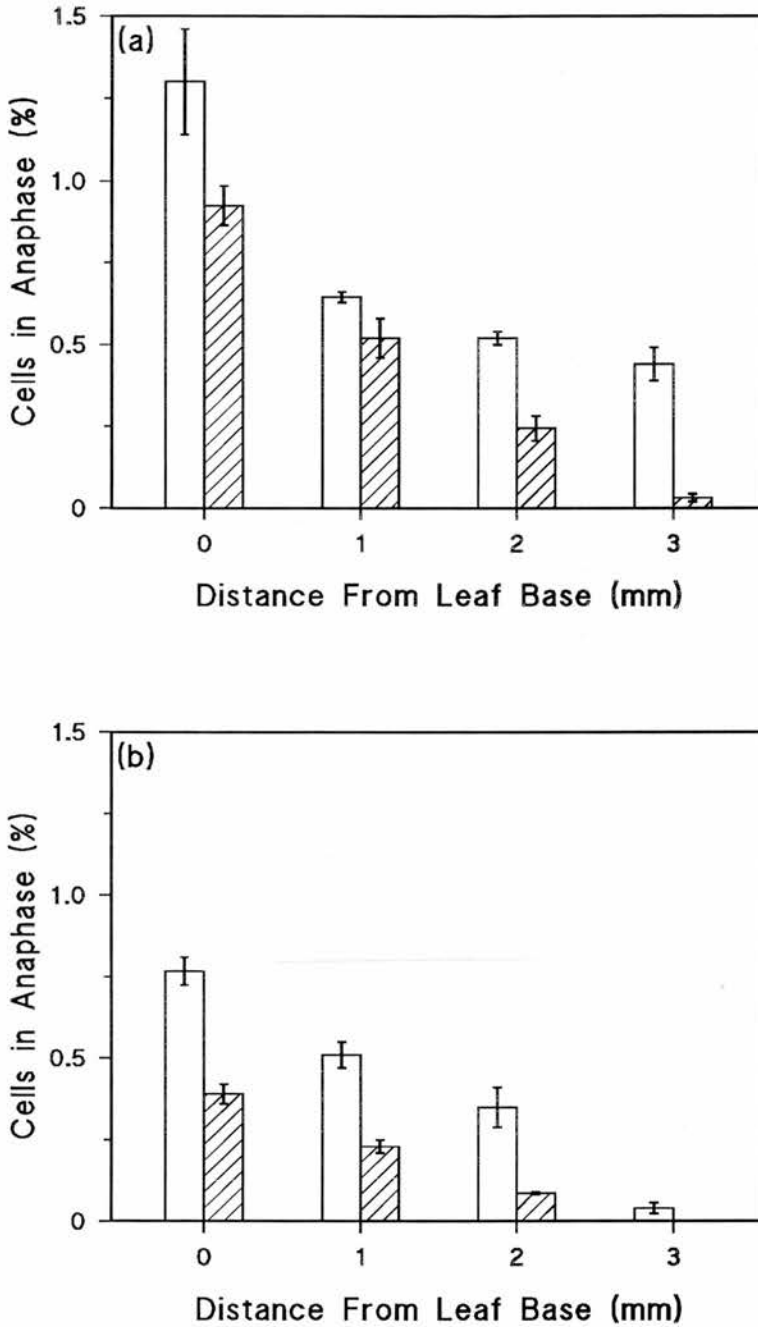 (a)
Cells in Anaphase (%)
1.5
1.0
0.5
0
0 1 2 3
Distance From Leaf Base (mm)
(b)
Cells in Anaphase (%)
1.5
1.0
0.5
0
0 1 2 3
Distance From Leaf Base (mm)